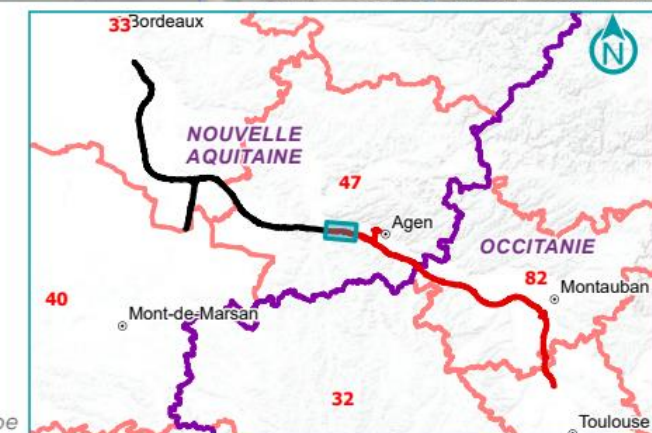 33 Bordeaux
N
NOUVELLE
AQUITAINE
47
Agen
OCCITANIE
82
Montauban
40
Mont-de-Marsan
32
Toulouse